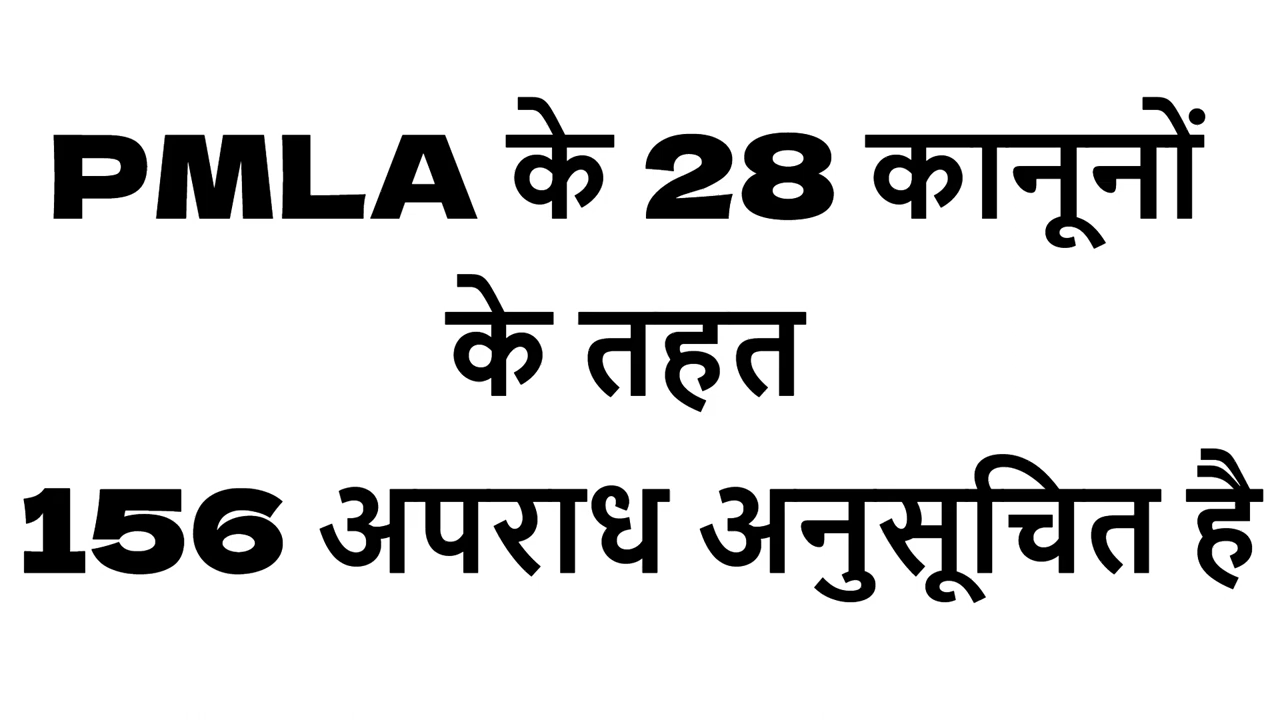 PMLA के 28 कानूनों
के तहत
156 अपराध अनुसूचित है